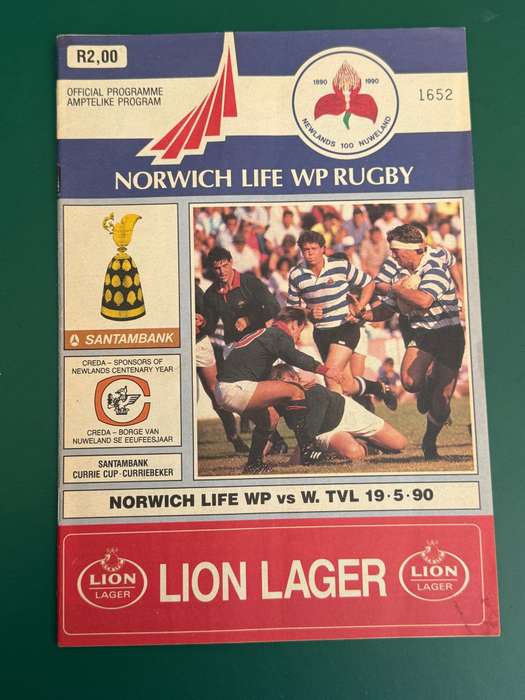 R2,00
OFFICIAL PROGRAMME
AMPTELIKE PROGRAM
1890 1990
NEWLANDS 100 NUWELAND
1652
NORWICH LIFE WP RUGBY
SANTAMBANK
CREDA – SPONSORS OF
NEWLANDS CENTENARY YEAR
CREDA – BORGE VAN
NUWELAND SE EEUFEESJAAR
SANTAMBANK
CURRIE CUP · CURRIEBEKER
NORWICH LIFE WP vs W. TVL 19·5·90
LION
LAGER
LION LAGER
LION
LAGER